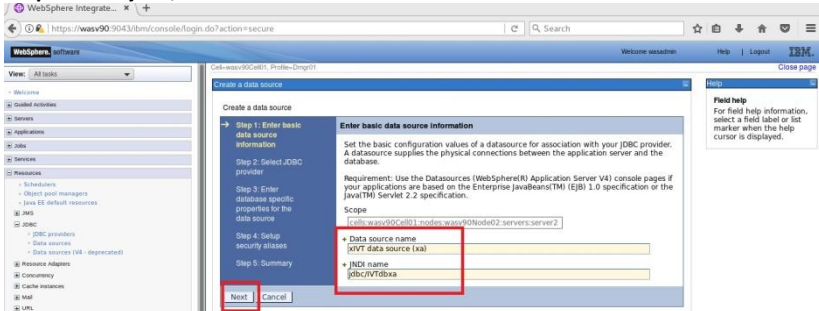 WebSphere Integrate... × +
https://wasv90:9043/ibm/console/login.do?action=secure
Search
WebSphere. software
Welcome wasadmin
Help | Logout
IBM.
View: All tasks
Cell=wasv90Cell01, Profile=Dmgr01
Close page
Welcome
Guided Activities
Servers
Applications
Jobs
Services
Resources
Schedulers
Object pool managers
Java EE default resources
JMS
JDBC
JDBC providers
Data sources
Data sources (V4 - deprecated)
Resource Adapters
Concurrency
Cache instances
Mail
URL
Create a data source
Create a data source
Step 1: Enter basic
data source
information
Step 2: Select JDBC
provider
Step 3: Enter
database specific
properties for the
data source
Step 4: Setup
security aliases
Step 5: Summary
Enter basic data source information
Set the basic configuration values of a datasource for association with your JDBC provider.
A datasource supplies the physical connections between the application server and the
database.
Requirement: Use the Datasources (WebSphere(R) Application Server V4) console pages if
your applications are based on the Enterprise JavaBeans(TM) (EJB) 1.0 specification or the
Java(TM) Servlet 2.2 specification.
Scope
cells:wasv90Cell01:nodes:wasv90Node02:servers:server2
Data source name
xIVT data source (xa)
JNDI name
jdbc/IVTdbxa
Next Cancel
Help
Field help
For field help information,
select a field label or list
marker when the help
cursor is displayed.